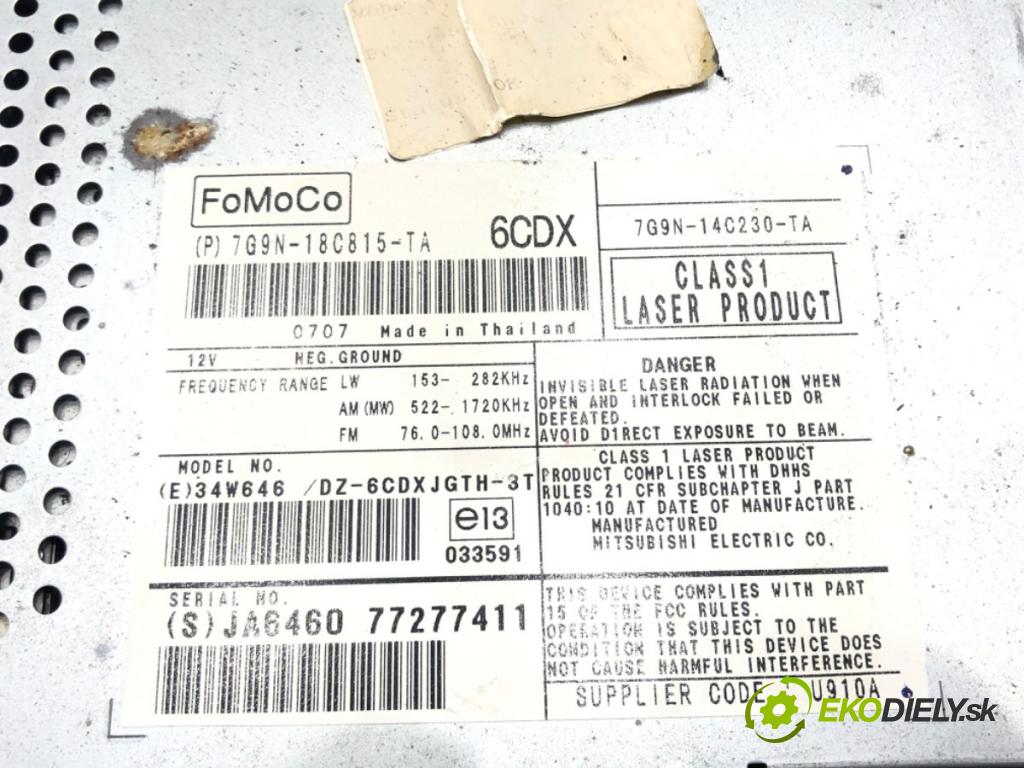 OK
FoMoCo
(P) 7G9N-18C815-TA 6CDX
0707 Made in Thailand
7G9N-14C230-TA
CLASS1
LASER PRODUCT
12V NEG. GROUND
FREQUENCY RANGE LW 153- 282KHz
AM (MW) 522- 1720KHz
FM 76.0-108.0MHz
DANGER
INVISIBLE LASER RADIATION WHEN
OPEN AND INTERLOCK FAILED OR
DEFEATED.
AVOID DIRECT EXPOSURE TO BEAM.
MODEL NO.
(E)34W646 /DZ-6CDXJGTH-3T
e13
033591
CLASS 1 LASER PRODUCT
PRODUCT COMPLIES WITH DHHS
RULES 21 CFR SUBCHAPTER J PART
1040:10 AT DATE OF MANUFACTURE.
MANUFACTURED
MITSUBISHI ELECTRIC CO.
SERIAL NO.
(S)JA6460 77277411
THIS DEVICE COMPLIES WITH PART
15 OF THE FCC RULES.
OPERATION IS SUBJECT TO THE
CONDITION THAT THIS DEVICE DOES
NOT CAUSE HARMFUL INTERFERENCE.
SUPPLIER CODE U910A
EKODIELY.sk